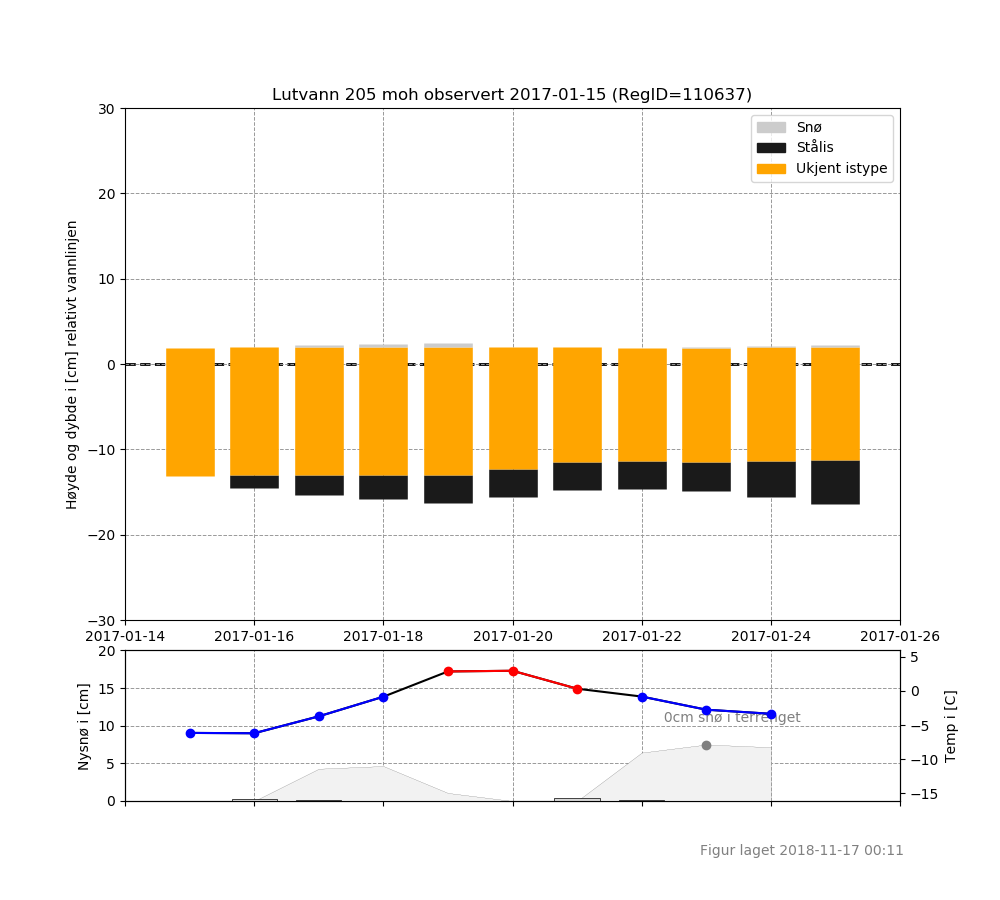 Lutvann 205 moh observert 2017-01-15 (RegID=110637)
Høyde og dybde i [cm] relativt vannlinjen
30
20
10
0
−10
−20
−30
Snø
Stålis
Ukjent istype
2017-01-14 2017-01-16 2017-01-18 2017-01-20 2017-01-22 2017-01-24 2017-01-26
Nysnø i [cm]
20
15
10
5
0
0cm snø i terrenget
5
0
−5
−10
−15
Temp i [C]
Figur laget 2018-11-17 00:11